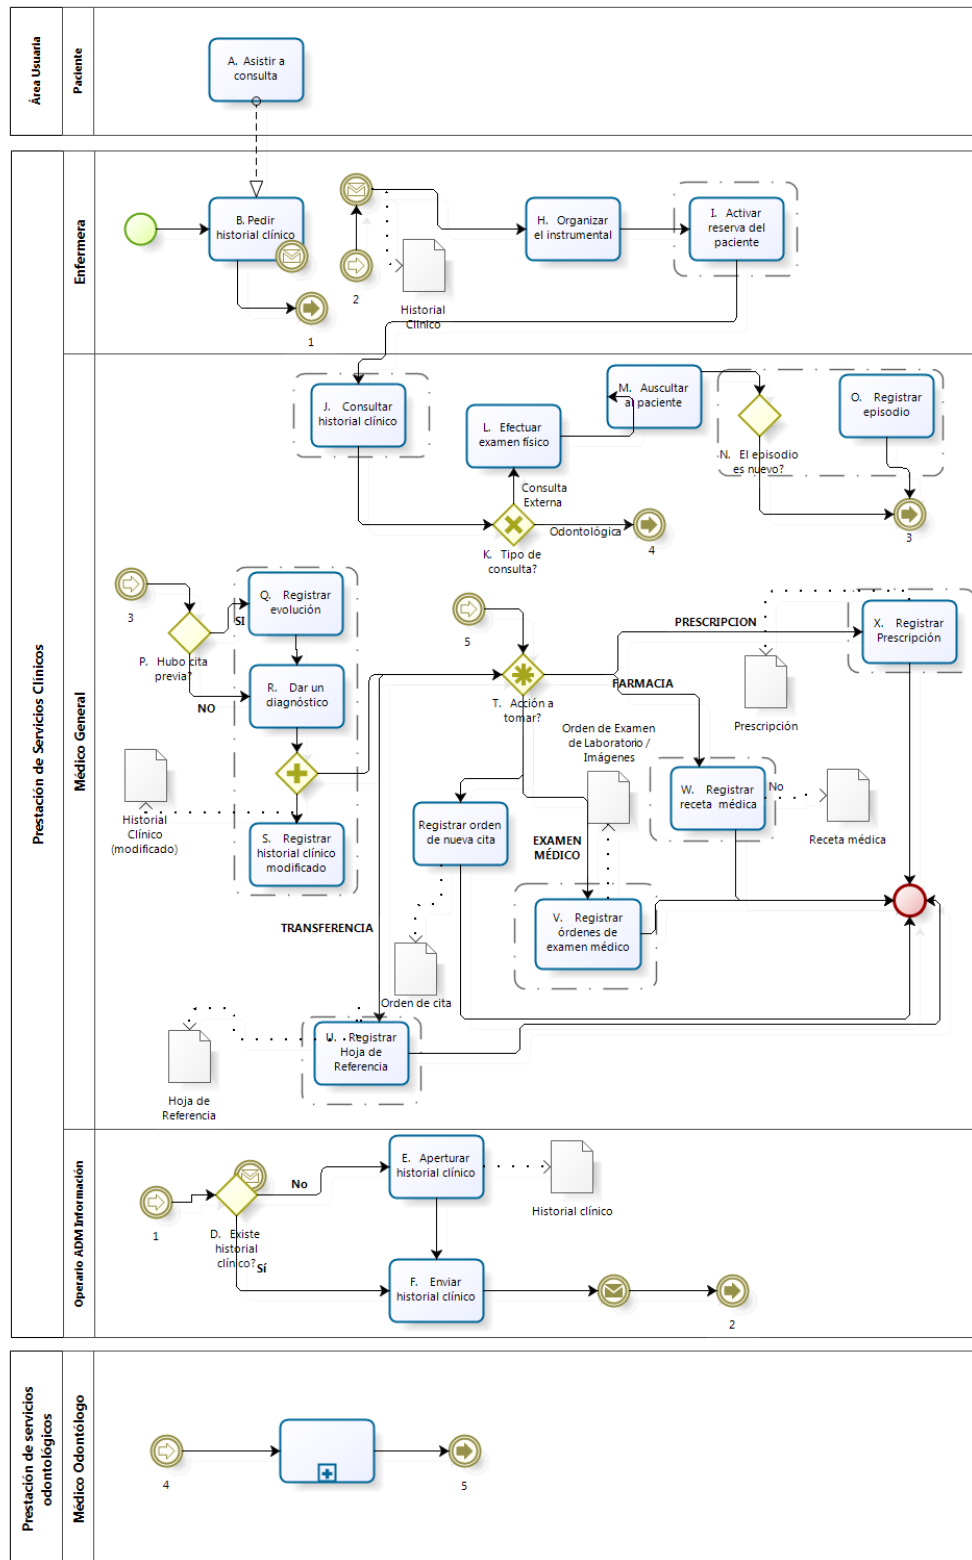 Área Usuaria
Paciente
A. Asistir a
consulta
Prestación de Servicios Clínicos
Enfermera
B. Pedir
historial clínico
1
2
Historial
Clínico
H. Organizar
el instrumental
I. Activar
reserva del
paciente
Médico General
J. Consultar
historial clínico
L. Efectuar
examen físico
M. Auscultar
al paciente
N. El episodio
es nuevo?
O. Registrar
episodio
3
Consulta
Externa
Odontológica
K. Tipo de
consulta?
4
3
P. Hubo cita
previa?
SI
NO
Q. Registrar
evolución
R. Dar un
diagnóstico
S. Registrar
historial clínico
modificado
Historial
Clínico
(modificado)
5
T. Acción a
tomar?
PRESCRIPCION
FARMACIA
X. Registrar
Prescripción
Prescripción
Orden de Examen
de Laboratorio /
Imágenes
W. Registrar
receta médica
No
Receta médica
Registrar orden
de nueva cita
EXAMEN
MÉDICO
V. Registrar
órdenes de
examen médico
TRANSFERENCIA
Orden de cita
U. Registrar
Hoja de
Referencia
Hoja de
Referencia
Operario ADM Información
1
D. Existe
historial
clínico?
No
Sí
E. Aperturar
historial clínico
Historial clínico
F. Enviar
historial clínico
2
Prestación de servicios
odontológicos
Médico Odontólogo
4
5